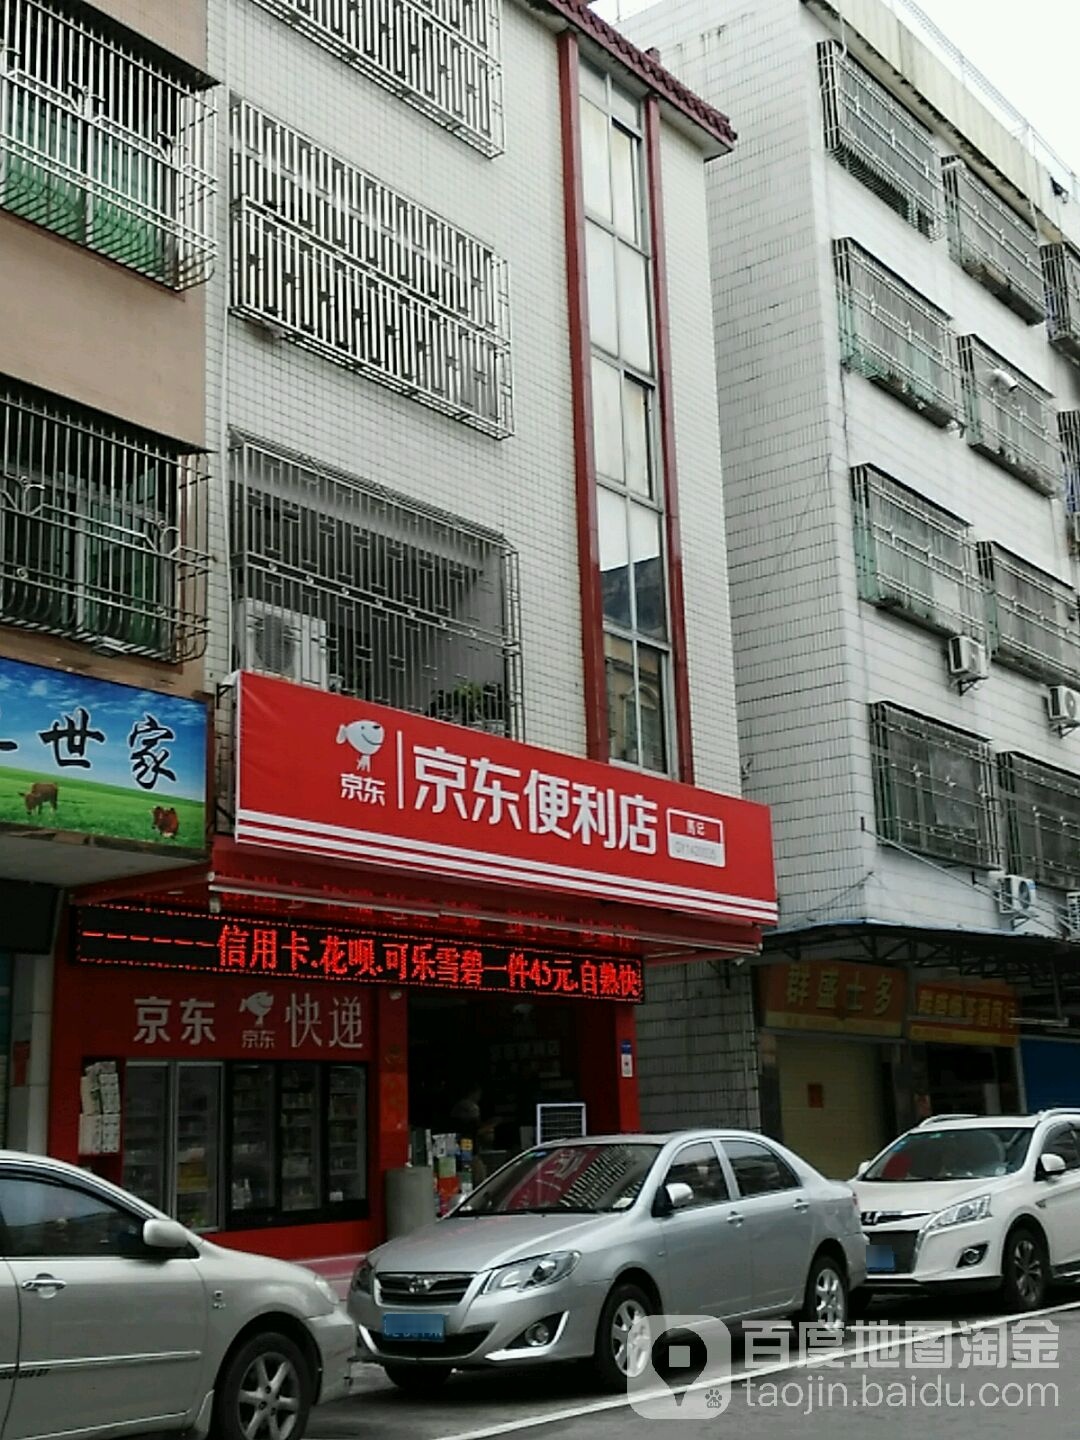 世家
京东
京东便利店
信用卡.花呗.可乐雪碧一件45元.自热快
京东 京东 快递
群盛士多
百度地图淘金
taojin.baidu.com